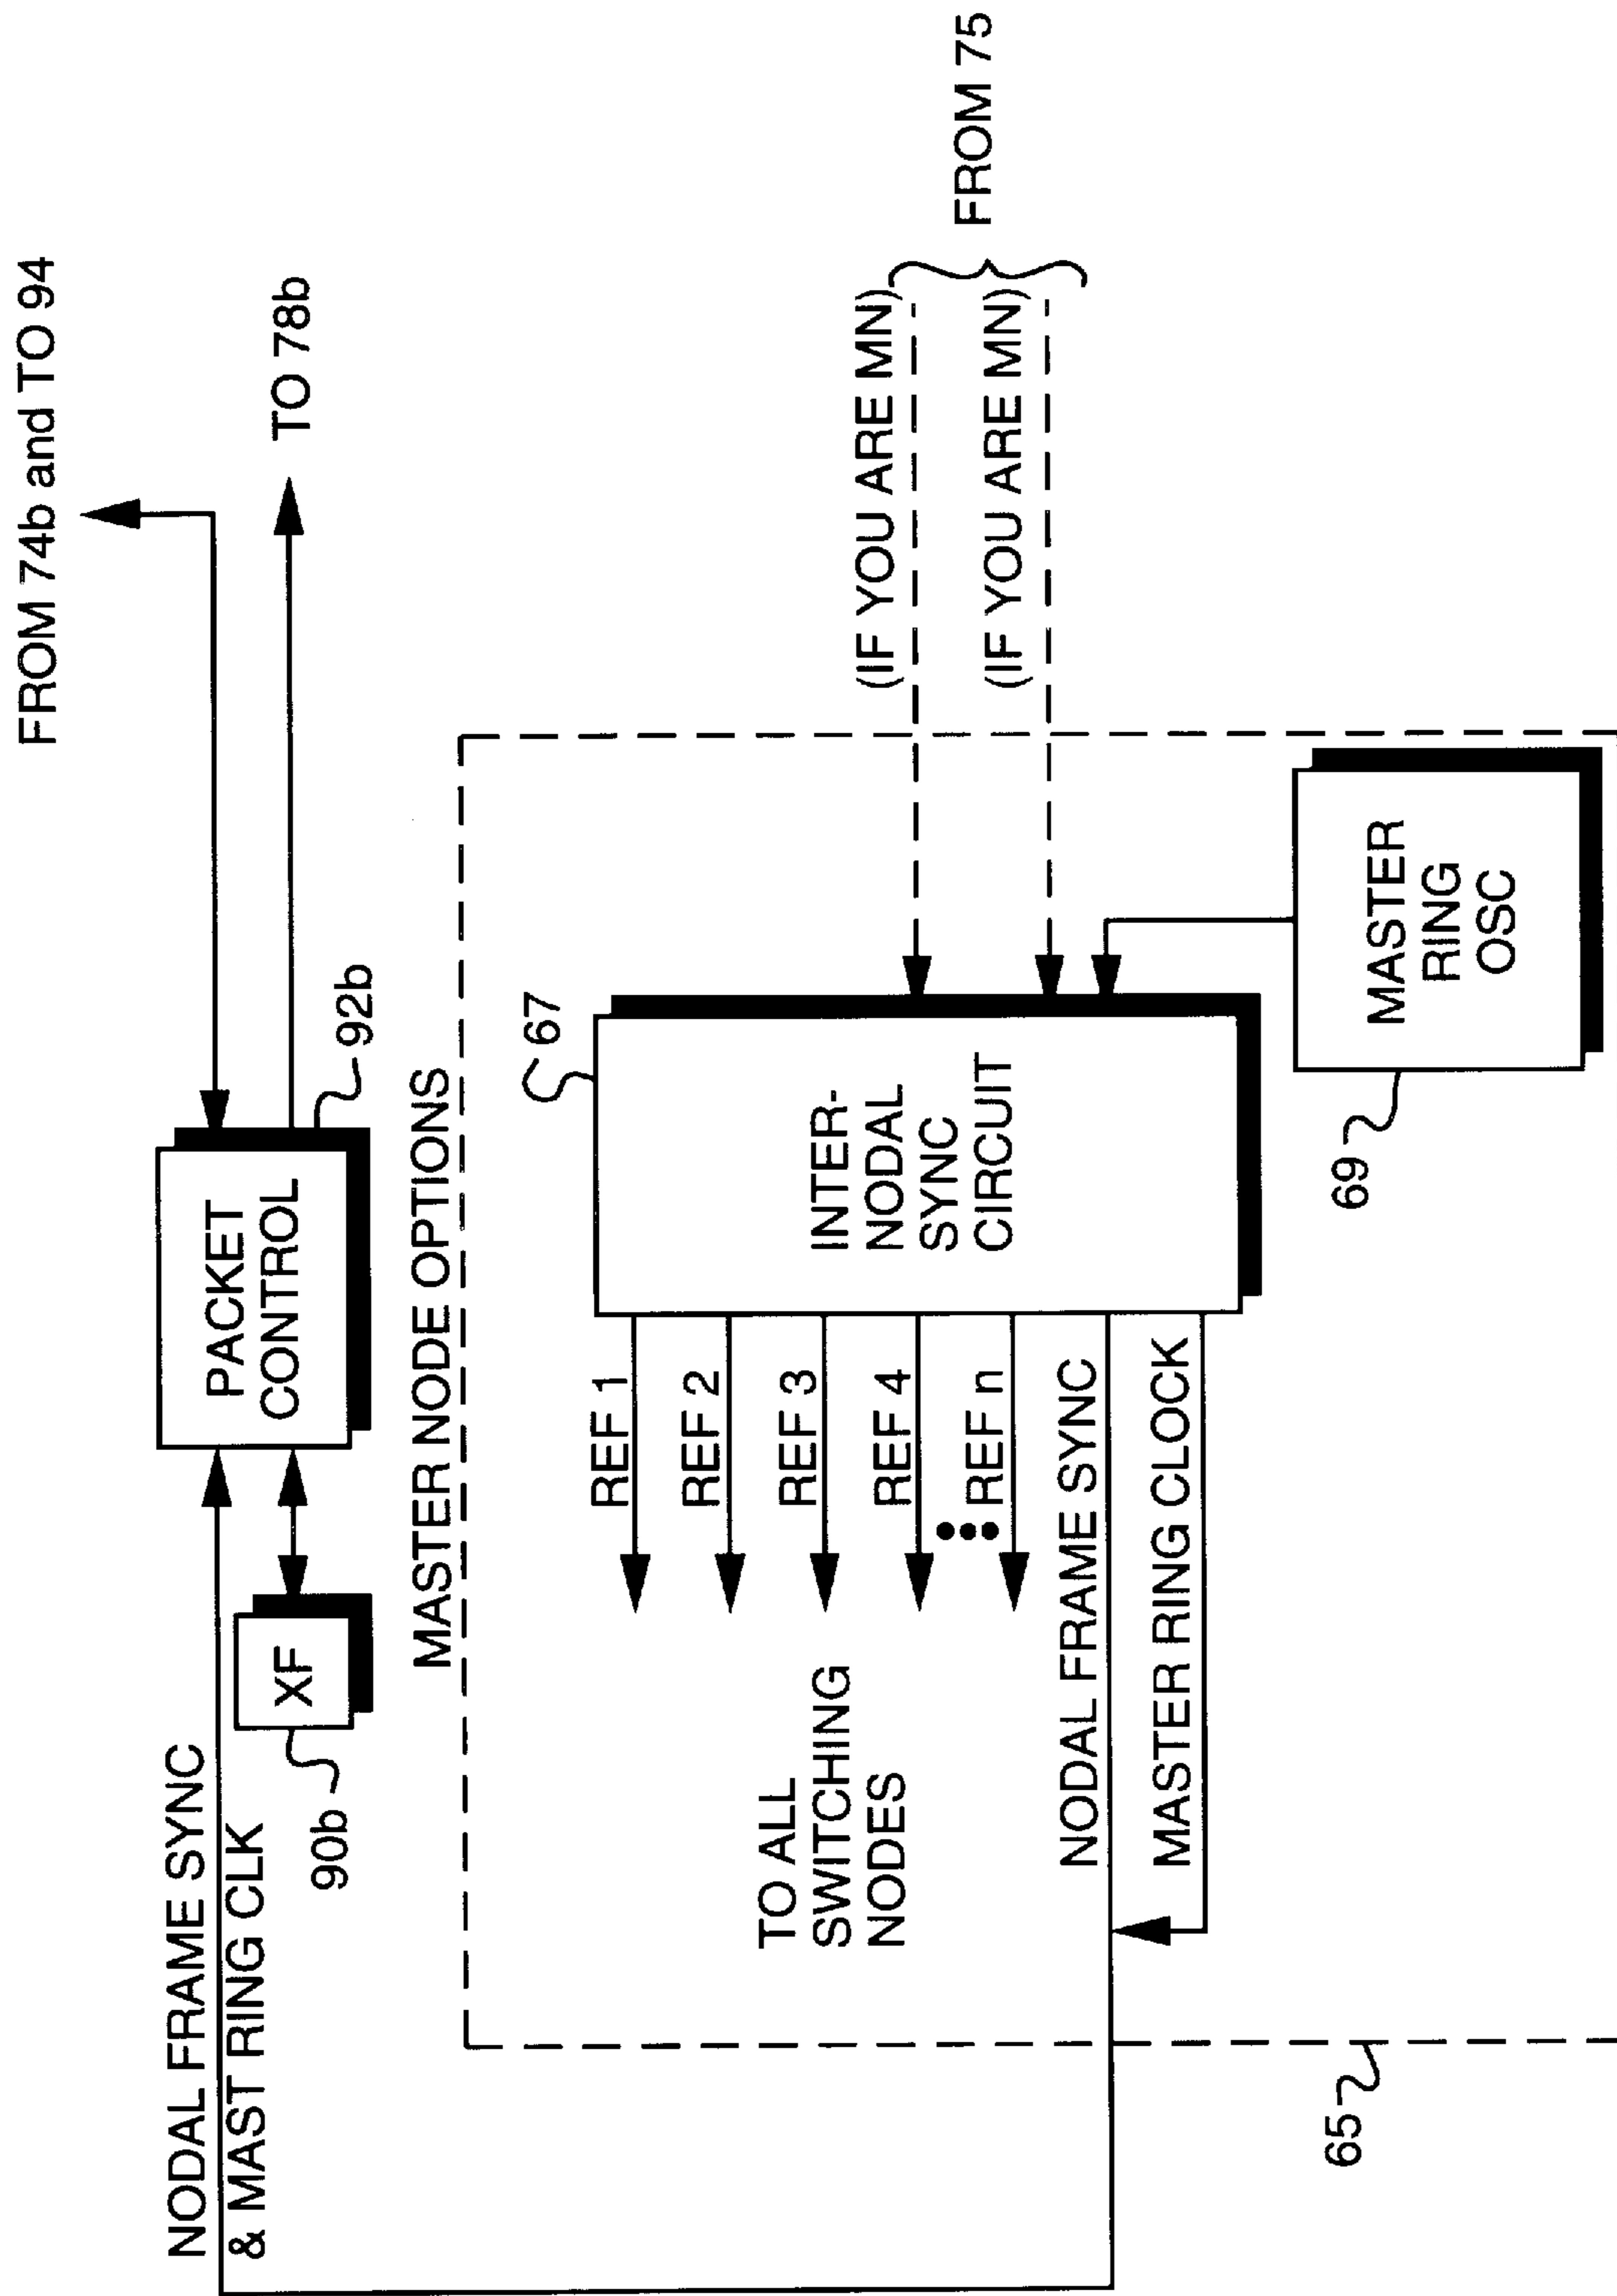 FROM 74b and TO 94
TO 78b
NODAL FRAME SYNC
& MAST RING CLK
PACKET
CONTROL
92b
XF
90b
MASTER NODE OPTIONS
67
REF 1
REF 2
REF 3
REF 4
REF n
TO ALL
SWITCHING
NODES
INTER-
NODAL
SYNC
CIRCUIT
(IF YOU ARE MN)
(IF YOU ARE MN)
FROM 75
NODAL FRAME SYNC
MASTER RING CLOCK
MASTER
RING
OSC
69
65